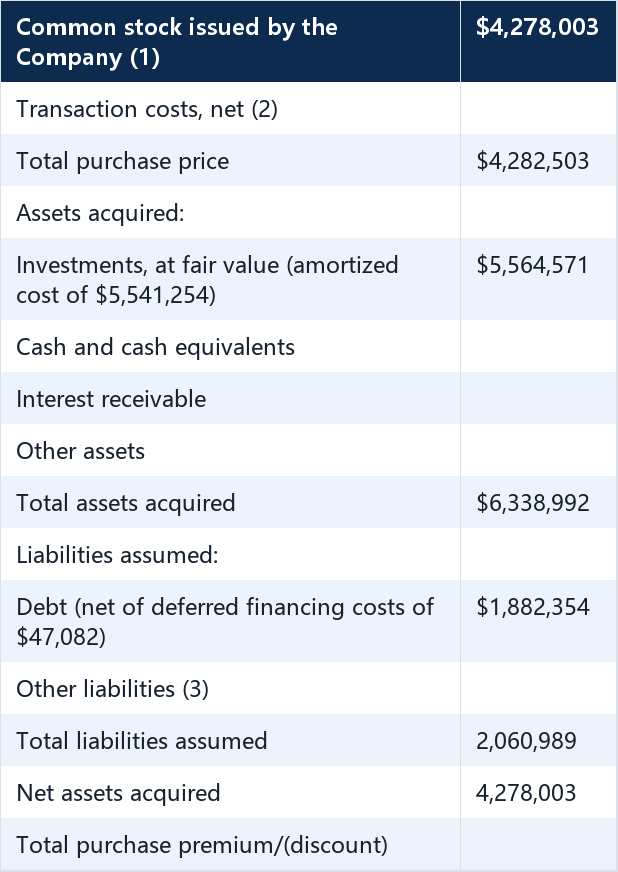 Common stock issued by the $4,278,003
Company (1)
Transaction costs, net (2)
Total purchase price $4,282,503
Assets acquired:
Investments, at fair value (amortized $5,564,571
cost of $5,541,254)
Cash and cash equivalents
Interest receivable
Other assets
Total assets acquired $6,338,992
Liabilities assumed:
Debt (net of deferred financing costs of $1,882,354
$47,082)
Other liabilities (3)
Total liabilities assumed 2,060,989
Net assets acquired 4,278,003
Total purchase premium/(discount)